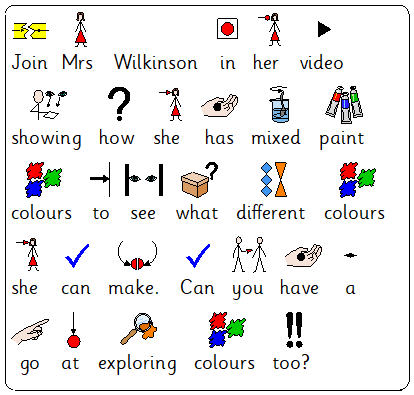 Join Mrs Wilkinson in her video
showing how she has mixed paint
colours to see what different colours
she can make. Can you have a
go at exploring colours too?